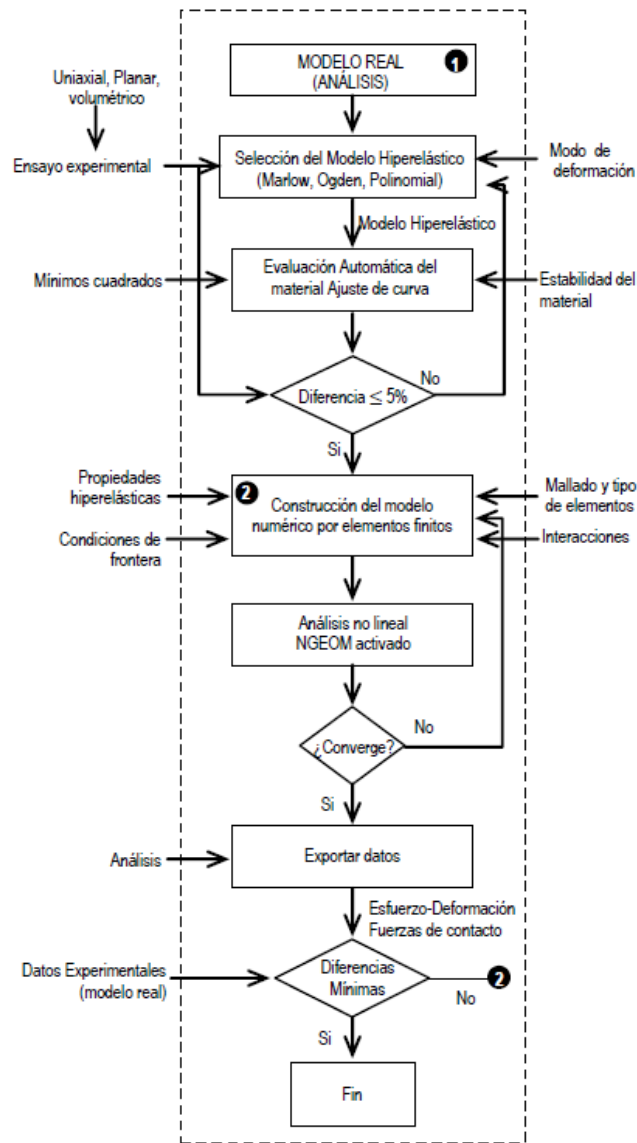 MODELO REAL
(ANÁLISIS)
1
Uniaxial, Planar,
volumétrico
Ensayo experimental
Selección del Modelo Hiperelástico
(Marlow, Ogden, Polinomial)
Modo de
deformación
Modelo Hiperelástico
Mínimos cuadrados
Evaluación Automática del
material Ajuste de curva
Estabilidad del
material
Diferencia ≤ 5%
No
Si
Propiedades
hiperelásticas
Condiciones de
frontera
2
Construcción del modelo
numérico por elementos finitos
Mallado y tipo
de elementos
Interacciones
Análisis no lineal
NGEOM activado
¿Converge?
No
Si
Análisis
Exportar datos
Esfuerzo-Deformación
Fuerzas de contacto
Datos Experimentales
(modelo real)
Diferencias
Mínimas
No
2
Si
Fin